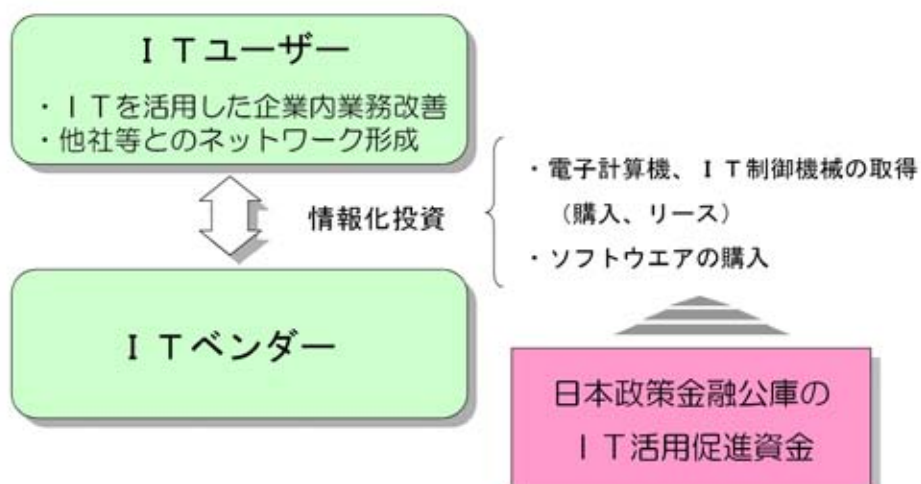 ＩＴユーザー
・ＩＴを活用した企業内業務改善
・他社等とのネットワーク形成
情報化投資
・電子計算機、ＩＴ制御機械の取得
（購入、リース）
・ソフトウエアの購入
ＩＴベンダー
日本政策金融公庫の
ＩＴ活用促進資金